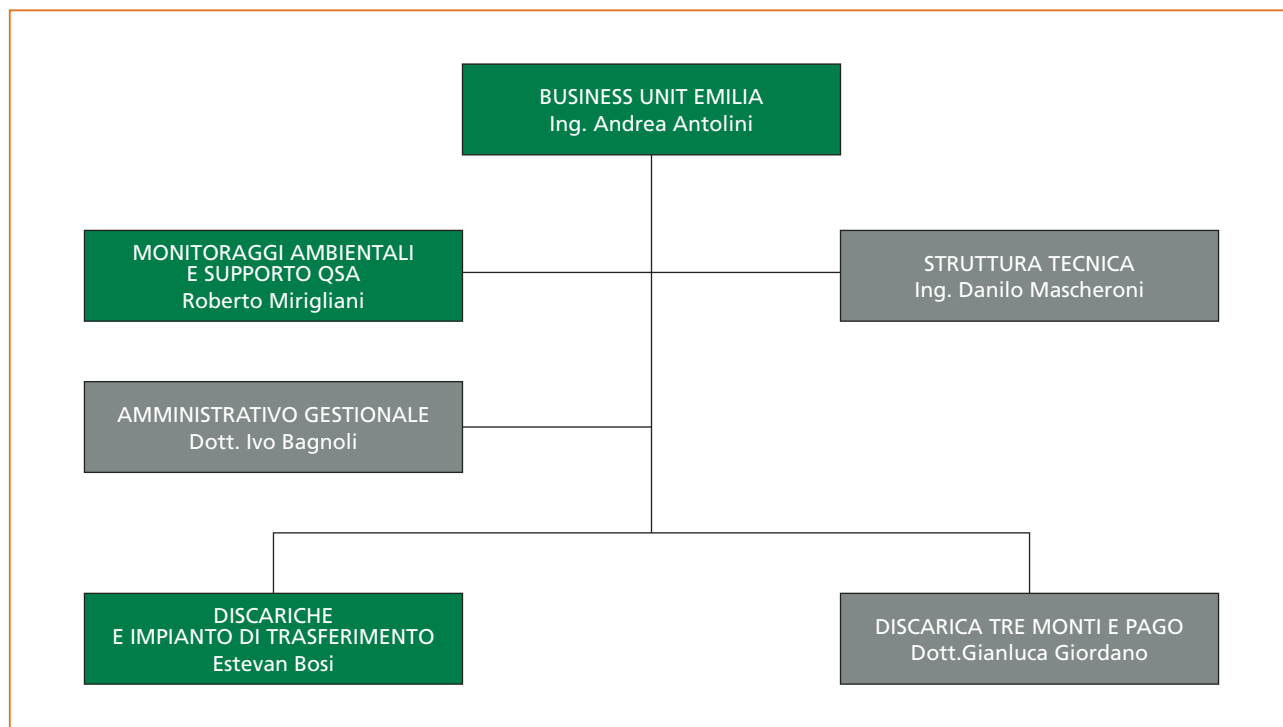 BUSINESS UNIT EMILIA
Ing. Andrea Antolini
MONITORAGGI AMBIENTALI
E SUPPORTO QSA
Roberto Mirigliani
STRUTTURA TECNICA
Ing. Danilo Mascheroni
AMMINISTRATIVO GESTIONALE
Dott. Ivo Bagnoli
DISCARICHE
E IMPIANTO DI TRASFERIMENTO
Estevan Bosi
DISCARICA TRE MONTI E PAGO
Dott.Gianluca Giordano